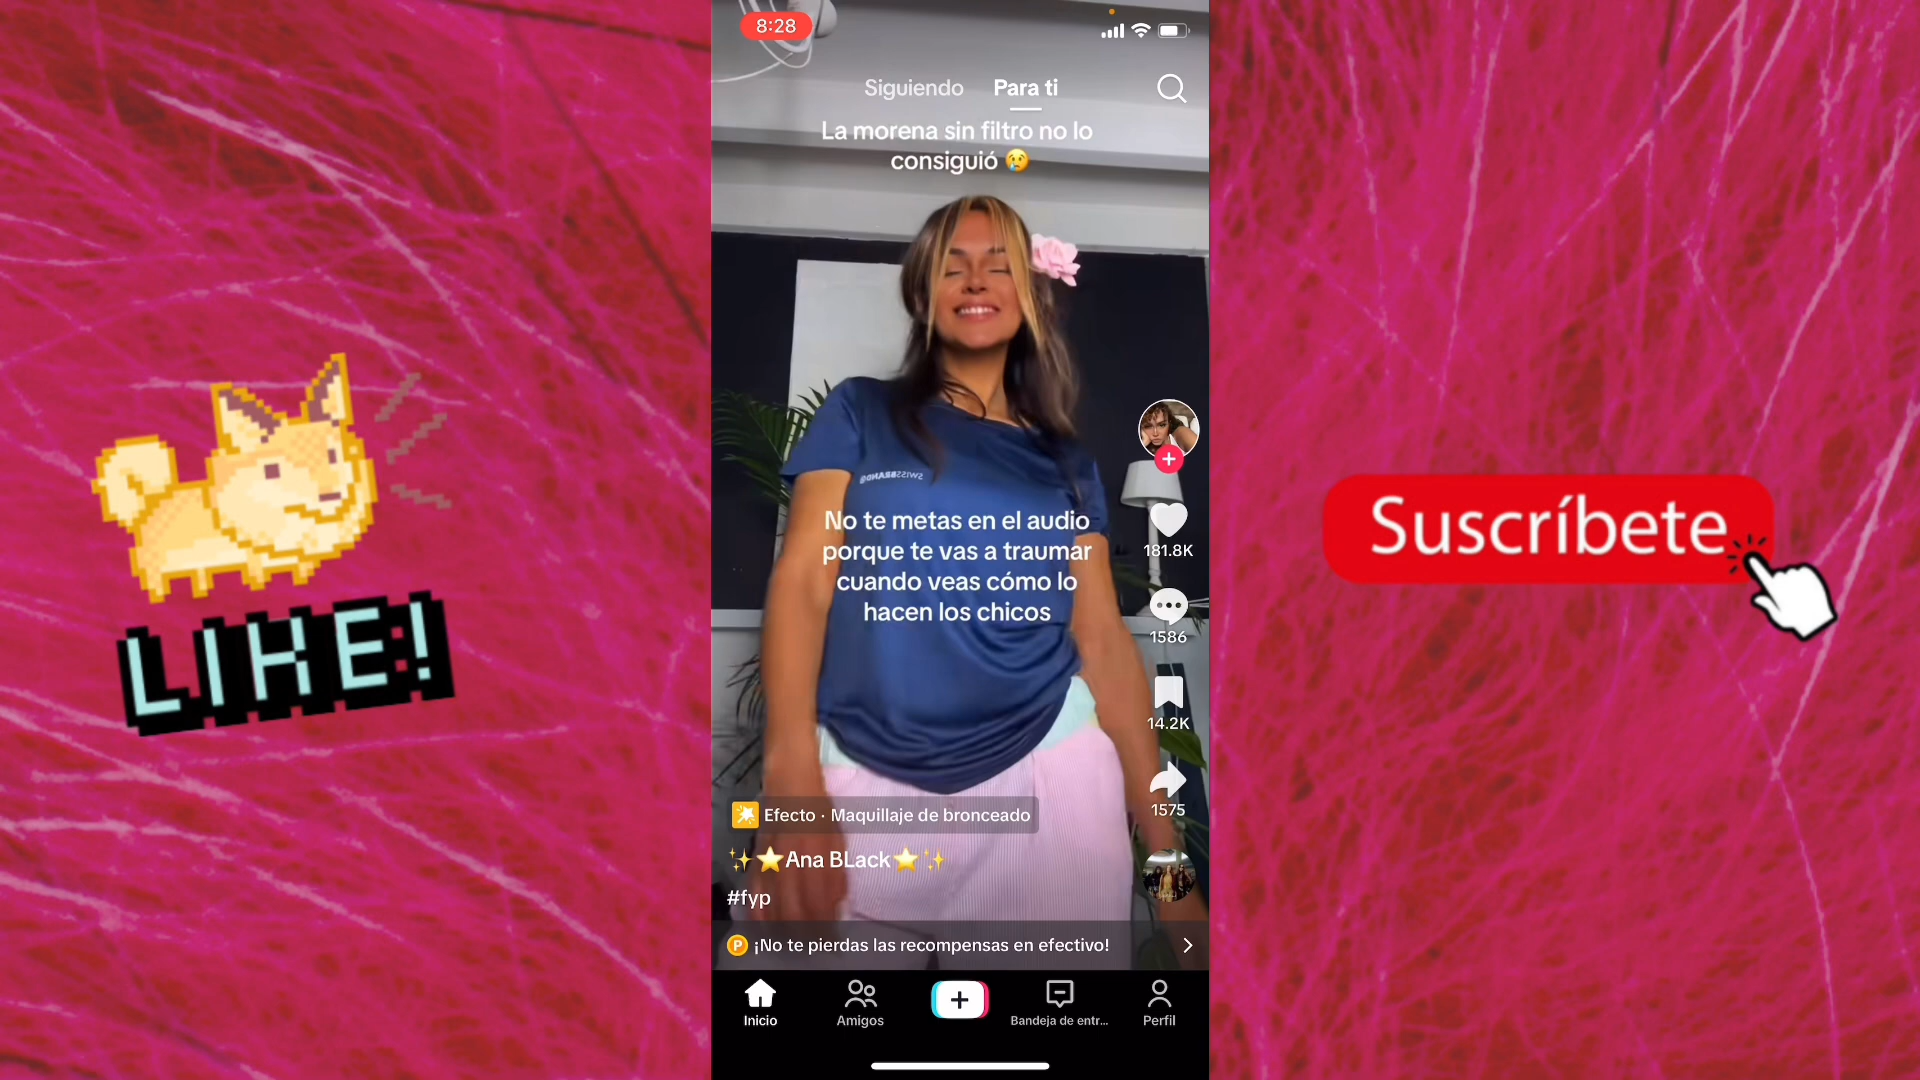 8:28
Siguiendo Para ti
La morena sin filtro no lo
consiguió 😢
SWISSBRAND®
No te metas en el audio
porque te vas a traumar
cuando veas cómo lo
hacen los chicos
181.8K
1586
14.2K
1575
LIKE!
Suscríbete
Efecto · Maquillaje de bronceado
✨⭐Ana BLack⭐✨
#fyp
P ¡No te pierdas las recompensas en efectivo!
Inicio Amigos Bandeja de entr... Perfil